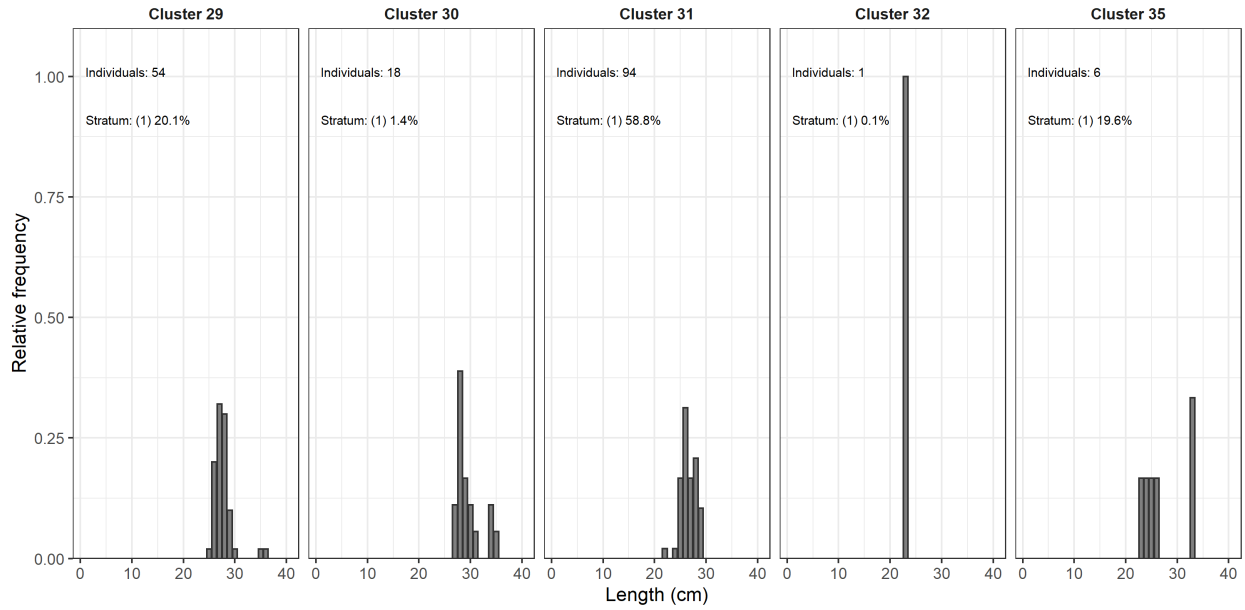 Cluster 29
Cluster 30
Cluster 31
Cluster 32
Cluster 35
Individuals: 54
Individuals: 18
Individuals: 94
Individuals: 1
Individuals: 6
Stratum: (1) 20.1%
Stratum: (1) 1.4%
Stratum: (1) 58.8%
Stratum: (1) 0.1%
Stratum: (1) 19.6%
Relative frequency
1.00
0.75
0.50
0.25
0.00
0 10 20 30 40
0 10 20 30 40
0 10 20 30 40
0 10 20 30 40
0 10 20 30 40
Length (cm)